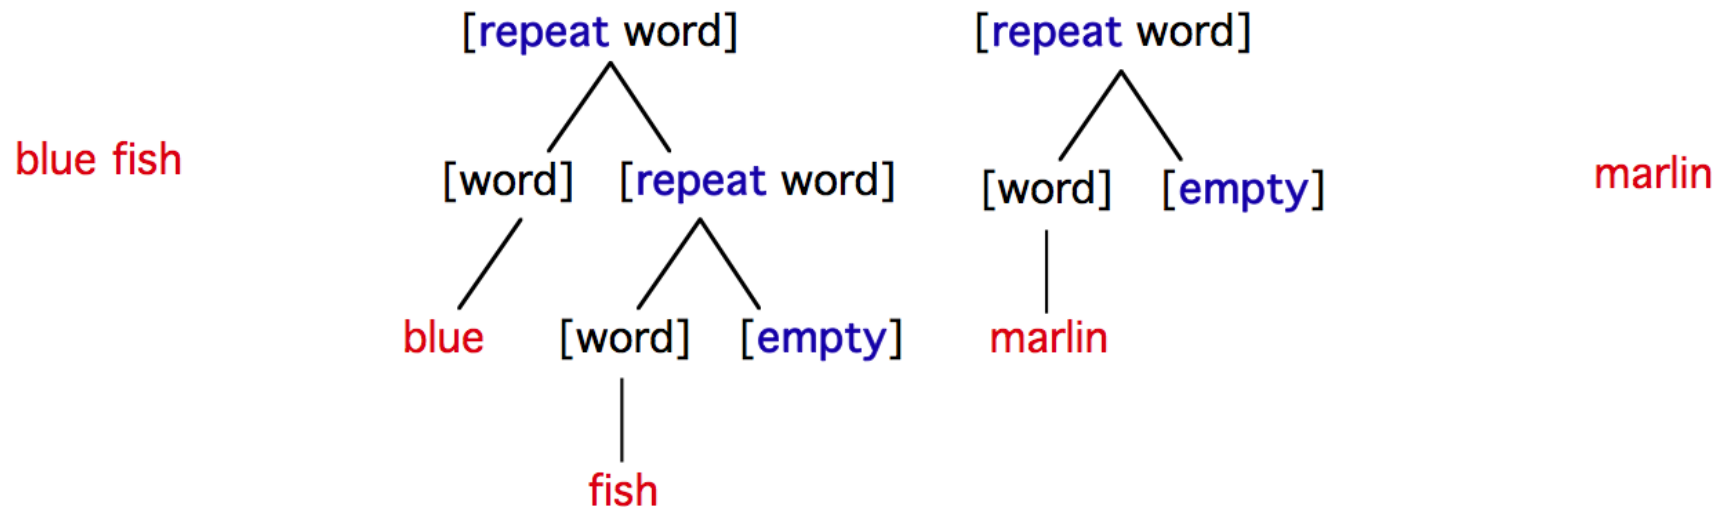 [repeat word] [repeat word]
blue fish
marlin
[word] [repeat word] [word] [empty]
blue [word] [empty] marlin
fish